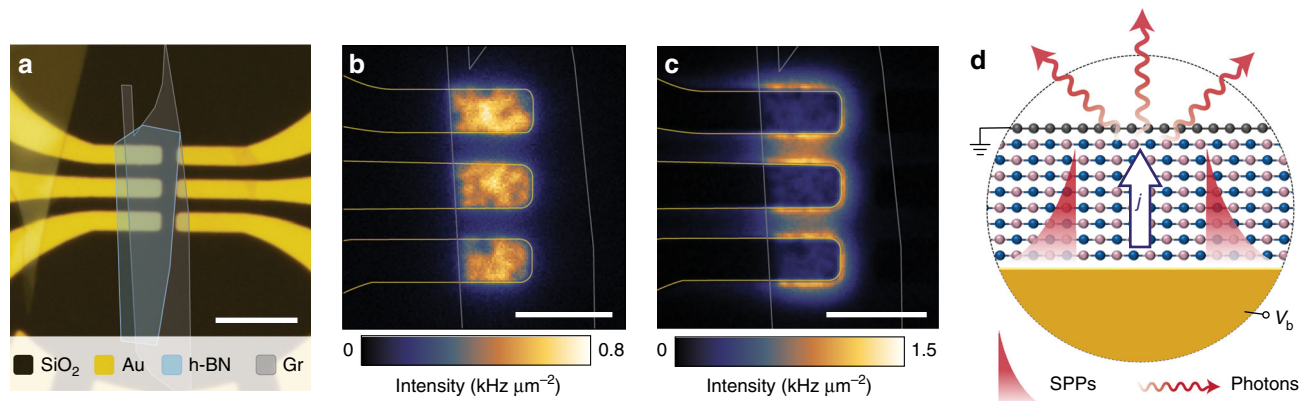 a
SiO₂ Au h-BN Gr
b
0 0.8
Intensity (kHz μm⁻²)
c
0 1.5
Intensity (kHz μm⁻²)
d
j
V_b
SPPs Photons